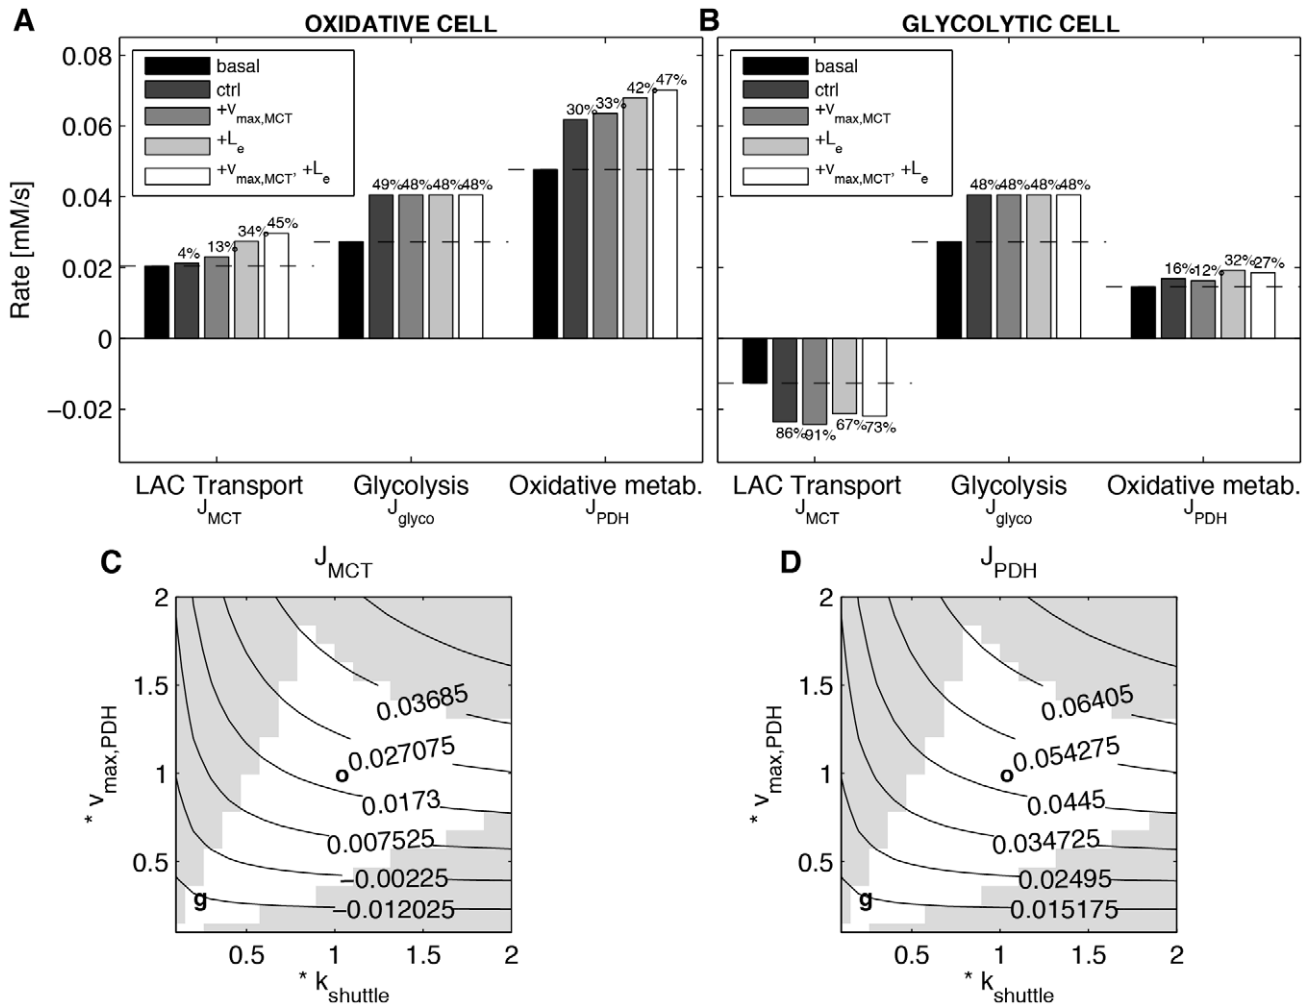 A OXIDATIVE CELL
B GLYCOLYTIC CELL
Rate [mM/s]
0.08
0.06
0.04
0.02
0
−0.02
basal
ctrl
+v max,MCT
+L e
+v max,MCT, +L e
4% 13% 34% 45%
49% 48% 48% 48%
30% 33% 42% 47%
LAC Transport Glycolysis Oxidative metab.
J MCT J glyco J PDH
basal
ctrl
+v max,MCT
+L e
+v max,MCT, +L e
86% 91% 67% 73%
48% 48% 48% 48%
16% 12% 32% 27%
LAC Transport Glycolysis Oxidative metab.
J MCT J glyco J PDH
C J MCT
* v max,PDH
2
1.5
1
0.5
0.03685
o 0.027075
0.0173
0.007525
−0.00225
g −0.012025
0.5 1 1.5 2
* k shuttle
D J PDH
* v max,PDH
2
1.5
1
0.5
0.06405
o 0.054275
0.0445
0.034725
0.02495
g 0.015175
0.5 1 1.5 2
* k shuttle